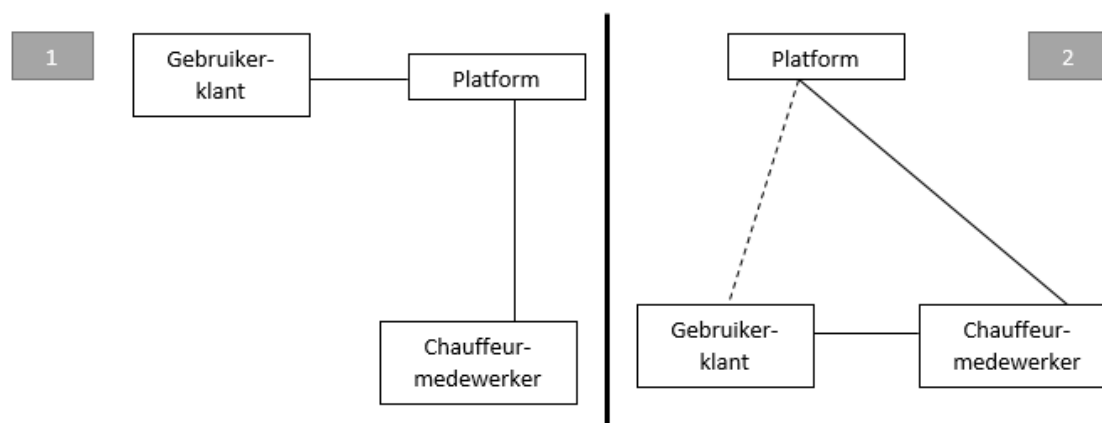 1
Gebruiker-
klant
Platform
Chauffeur-
medewerker
Platform
2
Gebruiker-
klant
Chauffeur-
medewerker